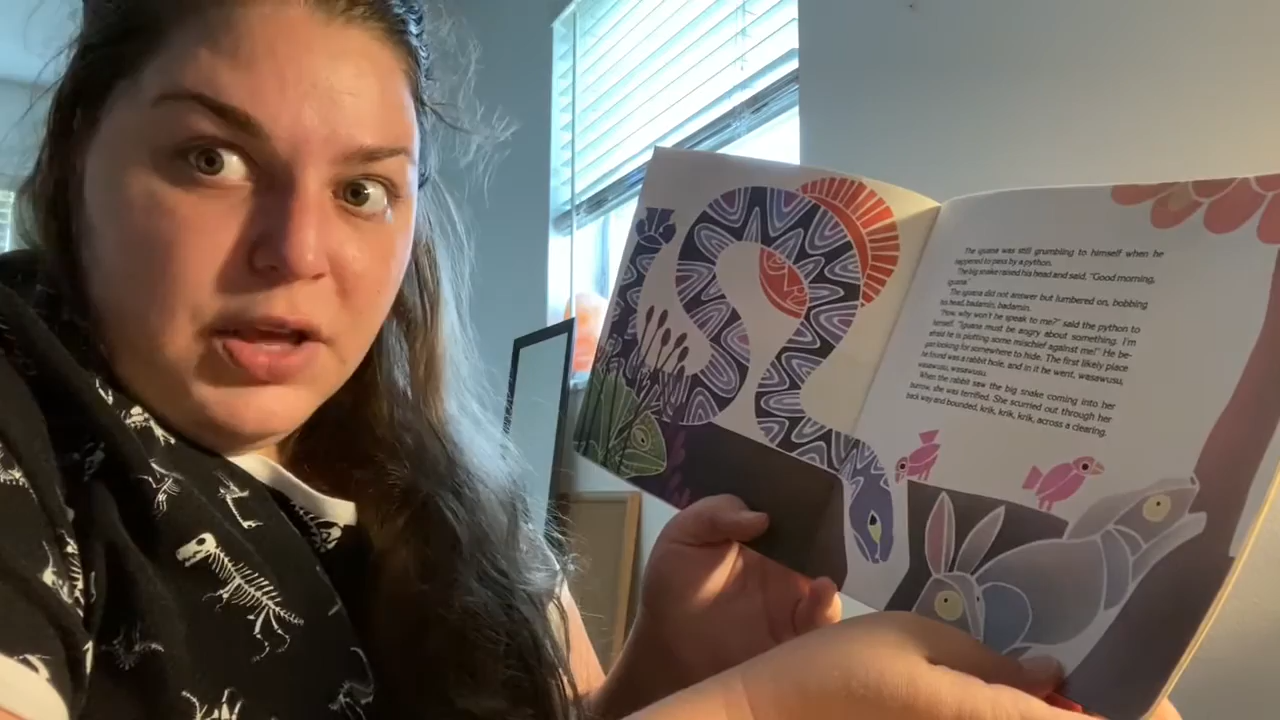 The iguana was still grumbling to himself when he
happened to pass by a python.
The big snake raised his head and said, "Good morning,
Iguana."
The iguana did not answer but lumbered on, bobbing
his head, badamin, badamin.
"Now, why won't he speak to me?" said the python to
himself. "Iguana must be angry about something. I'm
afraid he is plotting some mischief against me!" He be-
gan looking for somewhere to hide. The first likely place
he found was a rabbit hole, and in it he went, wasawusu,
wasawusu, wasawusu.
When the rabbit saw the big snake coming into her
burrow, she was terrified. She scurried out through her
back way and bounded, krik, krik, krik, across a clearing.